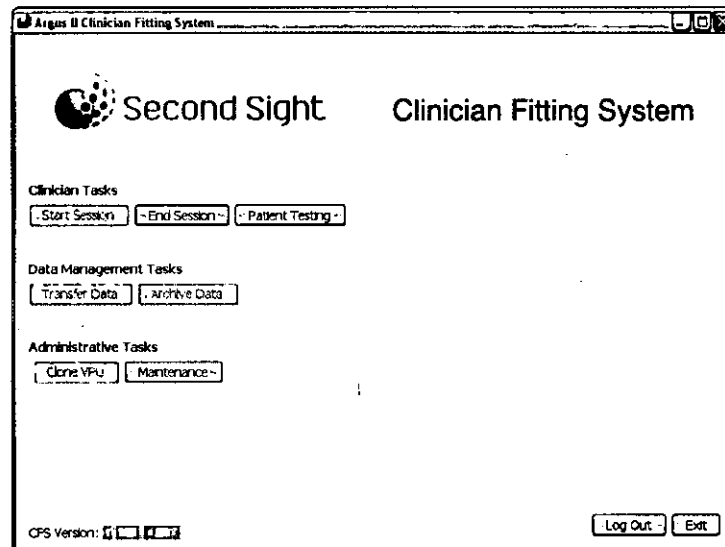 Argus II Clinician Fitting System
Second Sight Clinician Fitting System
Clinician Tasks
Start Session End Session Patient Testing
Data Management Tasks
Transfer Data Archive Data
Administrative Tasks
Clone VPU Maintenance
CFS Version:
Log Out Exit